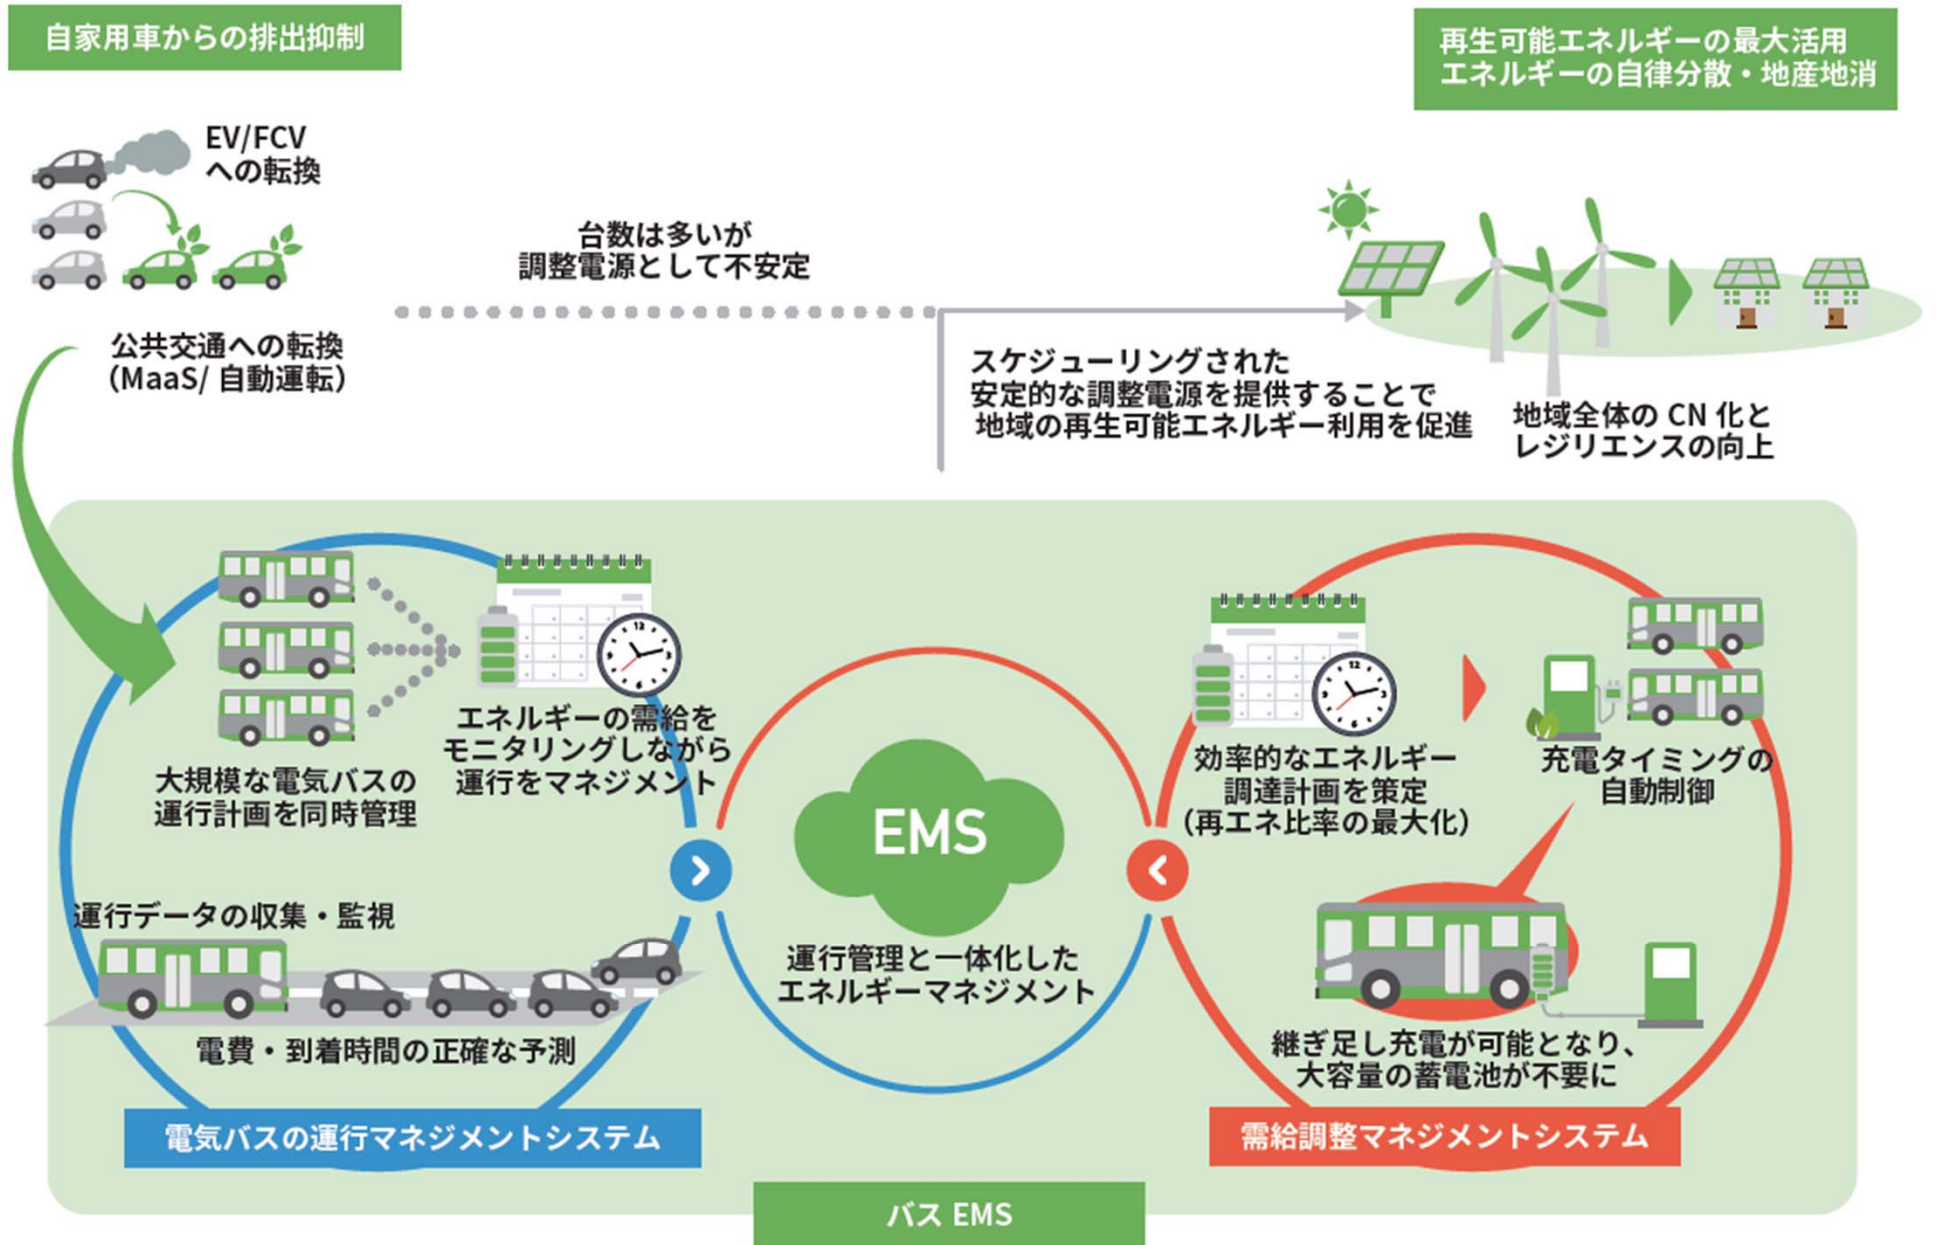 自家用車からの排出抑制
再生可能エネルギーの最大活用
エネルギーの自律分散・地産地消
EV/FCV
への転換
台数は多いが
調整電源として不安定
公共交通への転換
（MaaS/ 自動運転）
スケジューリングされた
安定的な調整電源を提供することで
地域の再生可能エネルギー利用を促進
地域全体の CN 化と
レジリエンスの向上
大規模な電気バスの
運行計画を同時管理
エネルギーの需給を
モニタリングしながら
運行をマネジメント
運行データの収集・監視
電費・到着時間の正確な予測
電気バスの運行マネジメントシステム
EMS
運行管理と一体化した
エネルギーマネジメント
効率的なエネルギー
調達計画を策定
（再エネ比率の最大化）
充電タイミングの
自動制御
継ぎ足し充電が可能となり、
大容量の蓄電池が不要に
需給調整マネジメントシステム
バス EMS